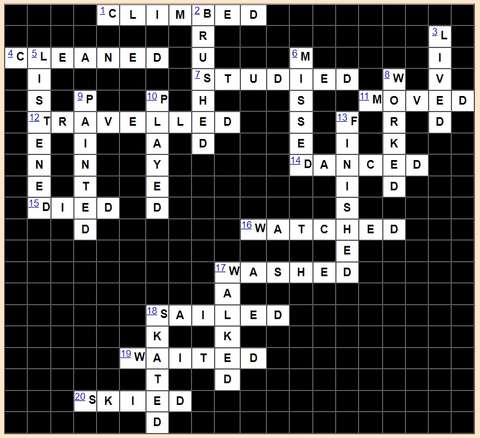 1 CLIMBED
2 BRUSHED
3 LIVED
4 CLEANED
5 LISTENED
6 MISSED
7 STUDIED
8 WORKED
9 PAINTED
10 PLAYED
11 MOVED
12 TRAVELLED
13 FINISHED
14 DANCED
15 DIED
16 WATCHED
17 WASHED
WALKED
18 SAILED
SKATED
19 WAITED
20 SKIED